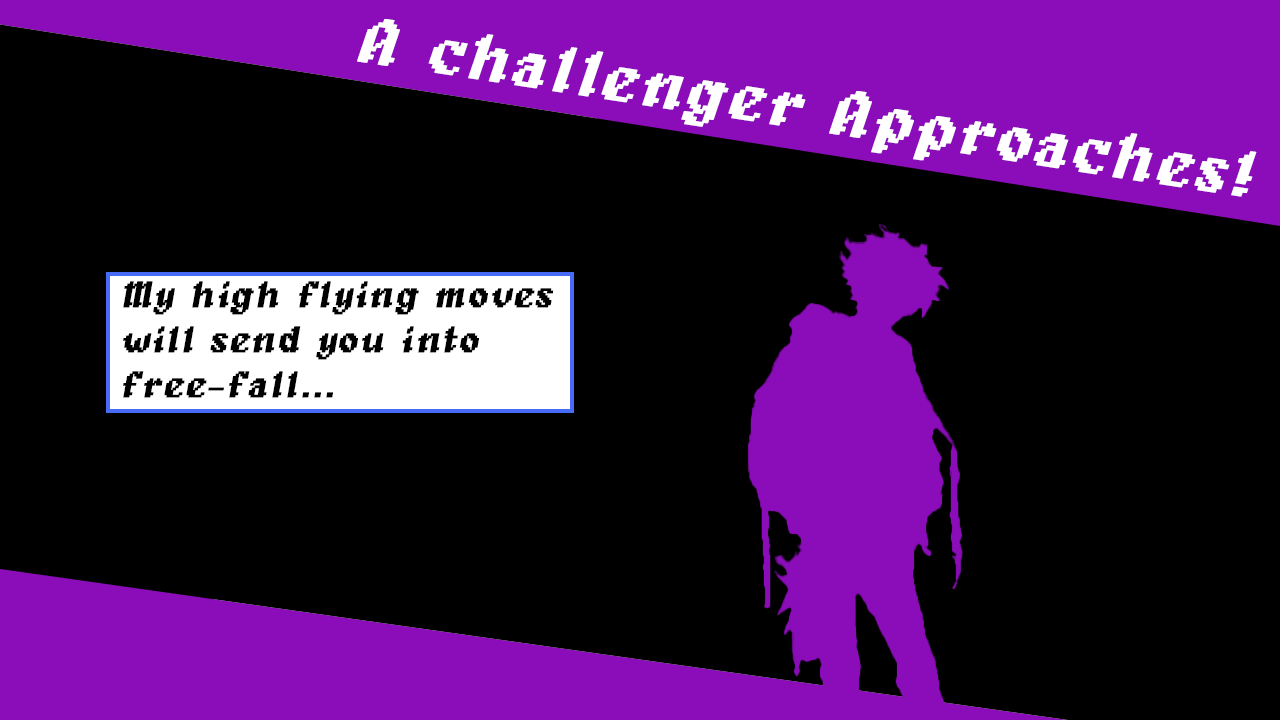 A challenger Approaches!
My high flying moves
will send you into
free-fall...